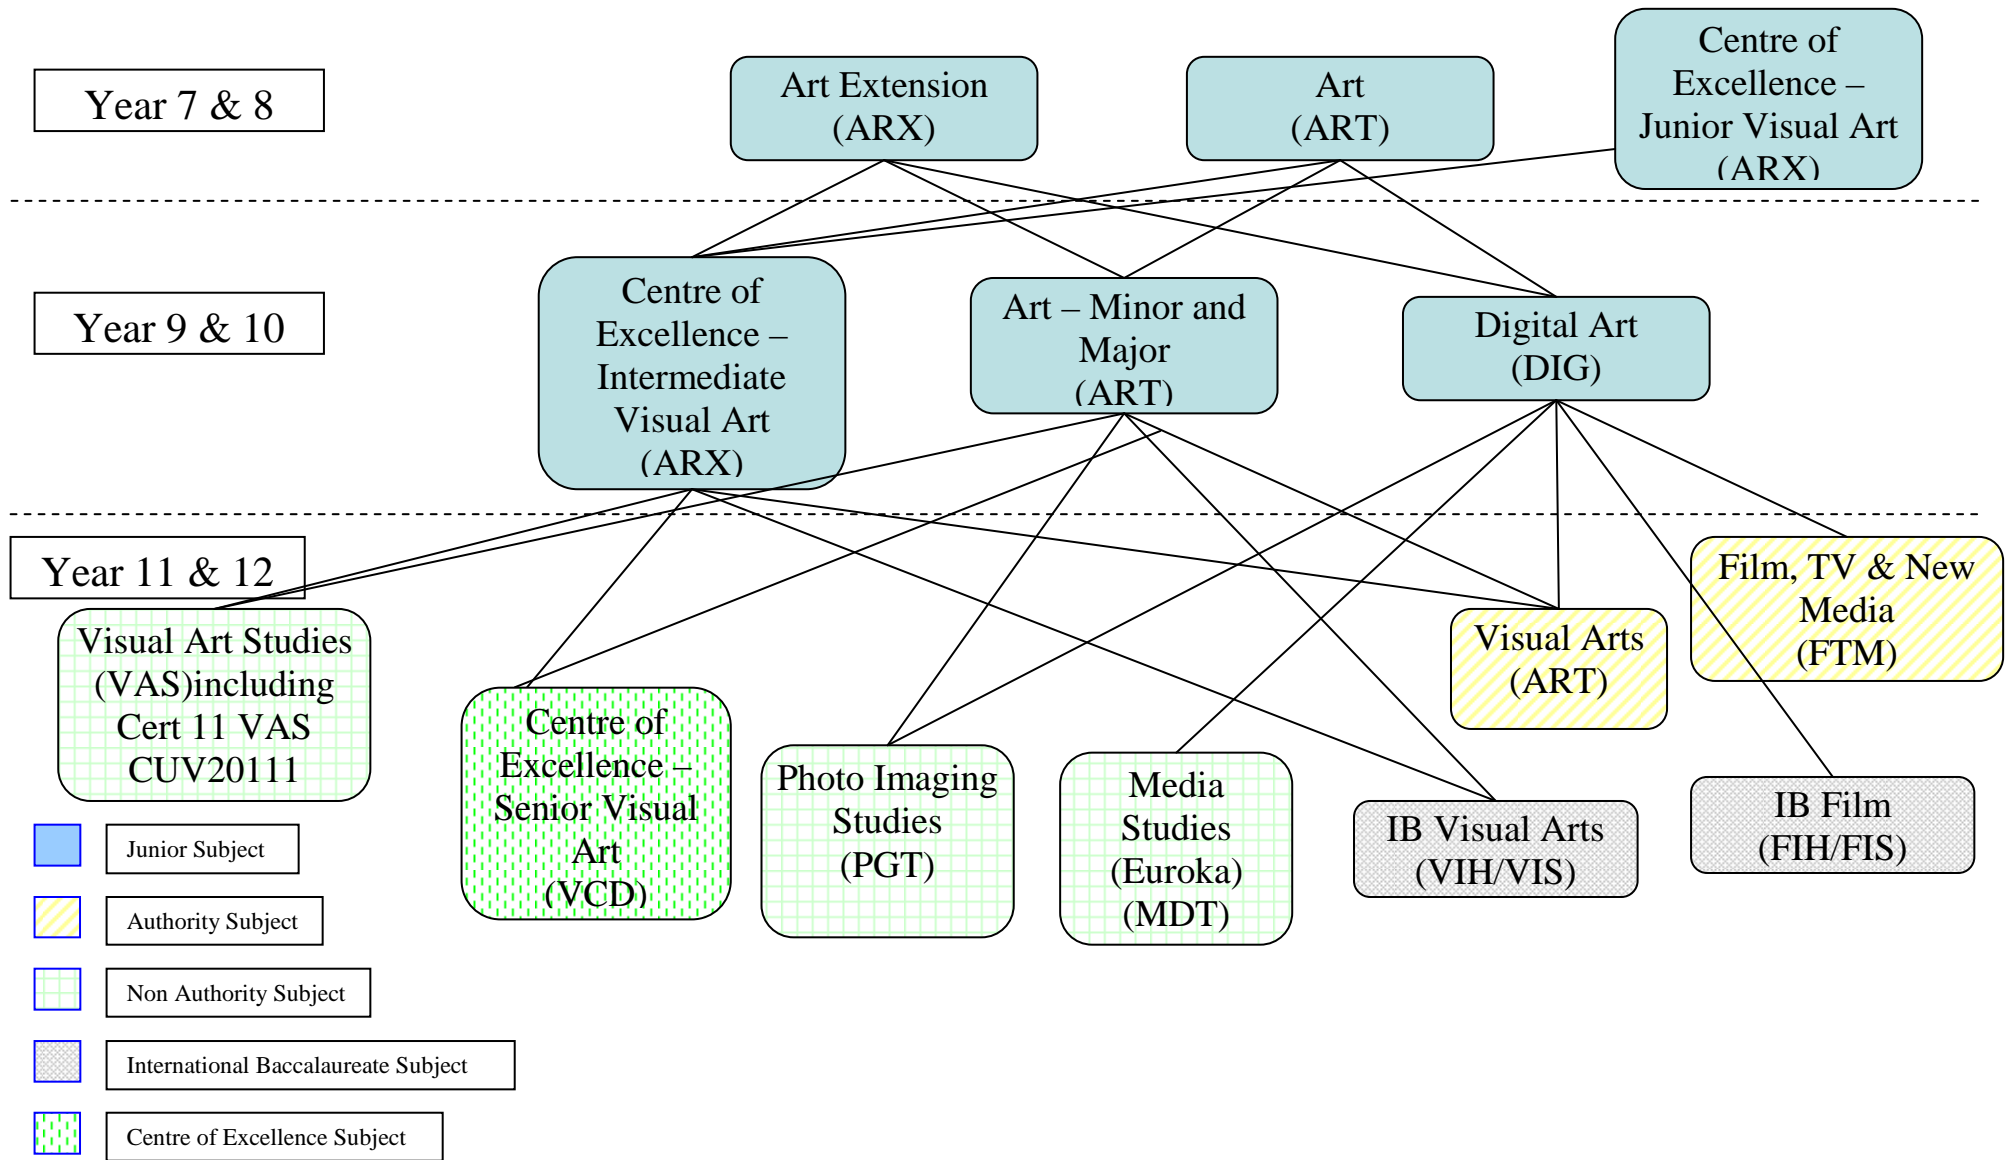 Year 7 & 8
Art Extension
(ARX)
Art
(ART)
Centre of
Excellence –
Junior Visual Art
(ARX)
Year 9 & 10
Centre of
Excellence –
Intermediate
Visual Art
(ARX)
Art – Minor and
Major
(ART)
Digital Art
(DIG)
Year 11 & 12
Visual Art Studies
(VAS)including
Cert 11 VAS
CUV20111
Centre of
Excellence –
Senior Visual
Art
(VCD)
Photo Imaging
Studies
(PGT)
Media
Studies
(Euroka)
(MDT)
IB Visual Arts
(VIH/VIS)
Visual Arts
(ART)
Film, TV & New
Media
(FTM)
IB Film
(FIH/FIS)
Junior Subject
Authority Subject
Non Authority Subject
International Baccalaureate Subject
Centre of Excellence Subject